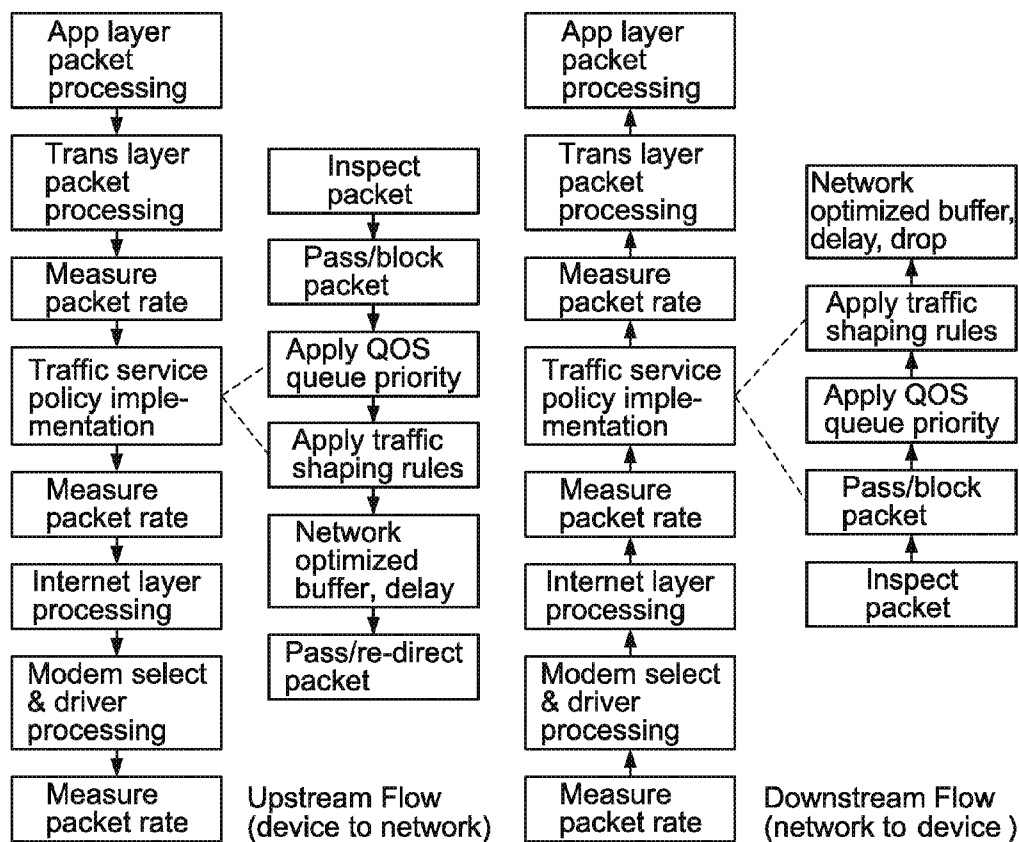 App layer
packet
processing
Trans layer
packet
processing
Measure
packet rate
Traffic service
policy imple-
mentation
Measure
packet rate
Internet layer
processing
Modem select
& driver
processing
Measure
packet rate
Inspect
packet
Pass/block
packet
Apply QOS
queue priority
Apply traffic
shaping rules
Network
optimized
buffer, delay
Pass/re-direct
packet
Upstream Flow
(device to network)
App layer
packet
processing
Trans layer
packet
processing
Measure
packet rate
Traffic service
policy imple-
mentation
Measure
packet rate
Internet layer
processing
Modem select
& driver
processing
Measure
packet rate
Network
optimized buffer,
delay, drop
Apply traffic
shaping rules
Apply QOS
queue priority
Pass/block
packet
Inspect
packet
Downstream Flow
(network to device )